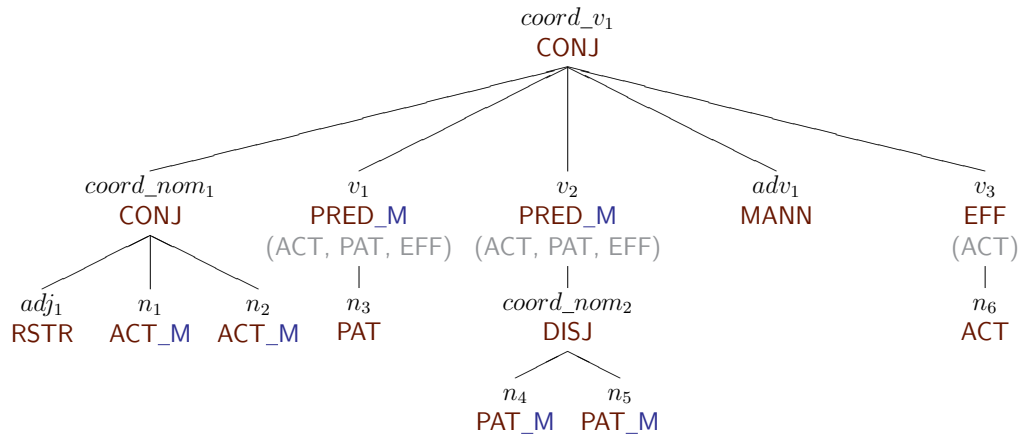 coord_v₁
CONJ
coord_nom₁ v₁ v₂ adv₁ v₃
CONJ PRED_M PRED_M MANN EFF
(ACT, PAT, EFF) (ACT, PAT, EFF) (ACT)
adj₁ n₁ n₂ n₃ coord_nom₂ n₆
RSTR ACT_M ACT_M PAT DISJ ACT
n₄ n₅
PAT_M PAT_M